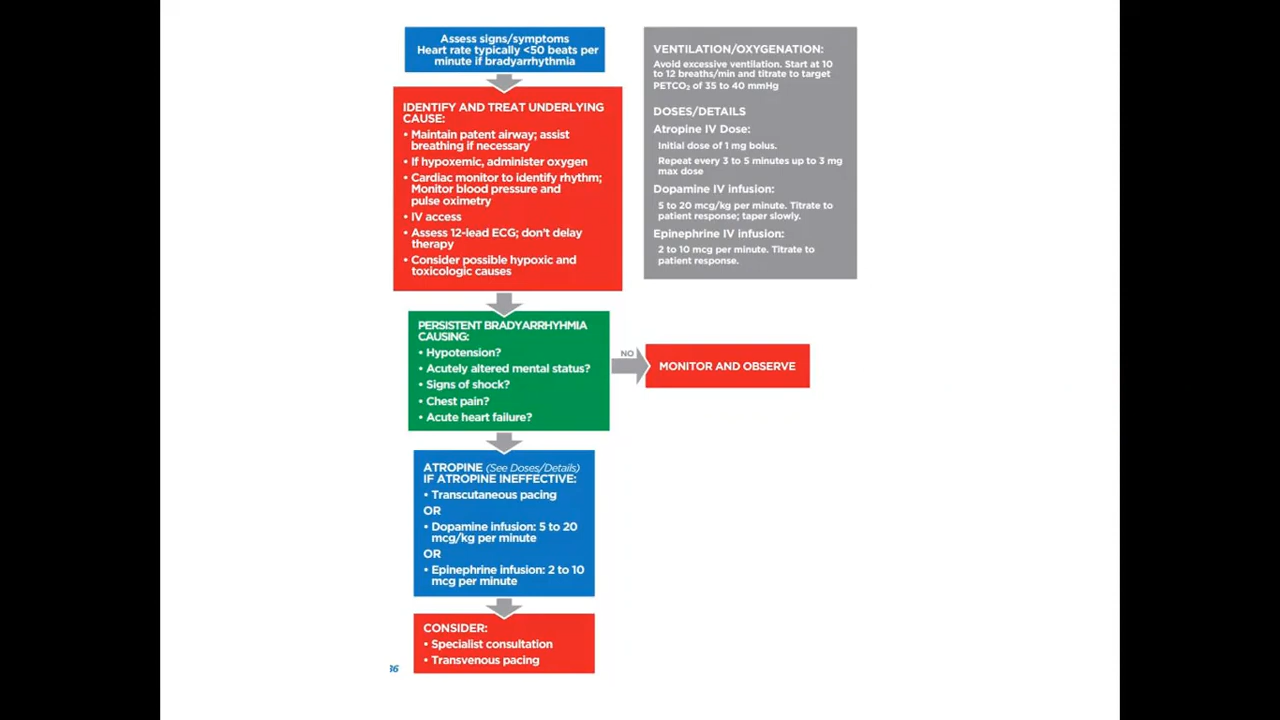 Assess signs/symptoms
Heart rate typically <50 beats per
minute if bradyarrhythmia
IDENTIFY AND TREAT UNDERLYING
CAUSE:
• Maintain patent airway; assist
breathing if necessary
• If hypoxemic, administer oxygen
• Cardiac monitor to identify rhythm;
Monitor blood pressure and
pulse oximetry
• IV access
• Assess 12-lead ECG; don't delay
therapy
• Consider possible hypoxic and
toxicologic causes
PERSISTENT BRADYARRHYHMIA
CAUSING:
• Hypotension?
• Acutely altered mental status?
• Signs of shock?
• Chest pain?
• Acute heart failure?
NO
MONITOR AND OBSERVE
ATROPINE (See Doses/Details)
IF ATROPINE INEFFECTIVE:
• Transcutaneous pacing
OR
• Dopamine infusion: 5 to 20
mcg/kg per minute
OR
• Epinephrine infusion: 2 to 10
mcg per minute
CONSIDER:
• Specialist consultation
• Transvenous pacing
VENTILATION/OXYGENATION:
Avoid excessive ventilation. Start at 10
to 12 breaths/min and titrate to target
PETCO₂ of 35 to 40 mmHg
DOSES/DETAILS
Atropine IV Dose:
Initial dose of 1 mg bolus.
Repeat every 3 to 5 minutes up to 3 mg
max dose
Dopamine IV infusion:
5 to 20 mcg/kg per minute. Titrate to
patient response; taper slowly.
Epinephrine IV infusion:
2 to 10 mcg per minute. Titrate to
patient response.